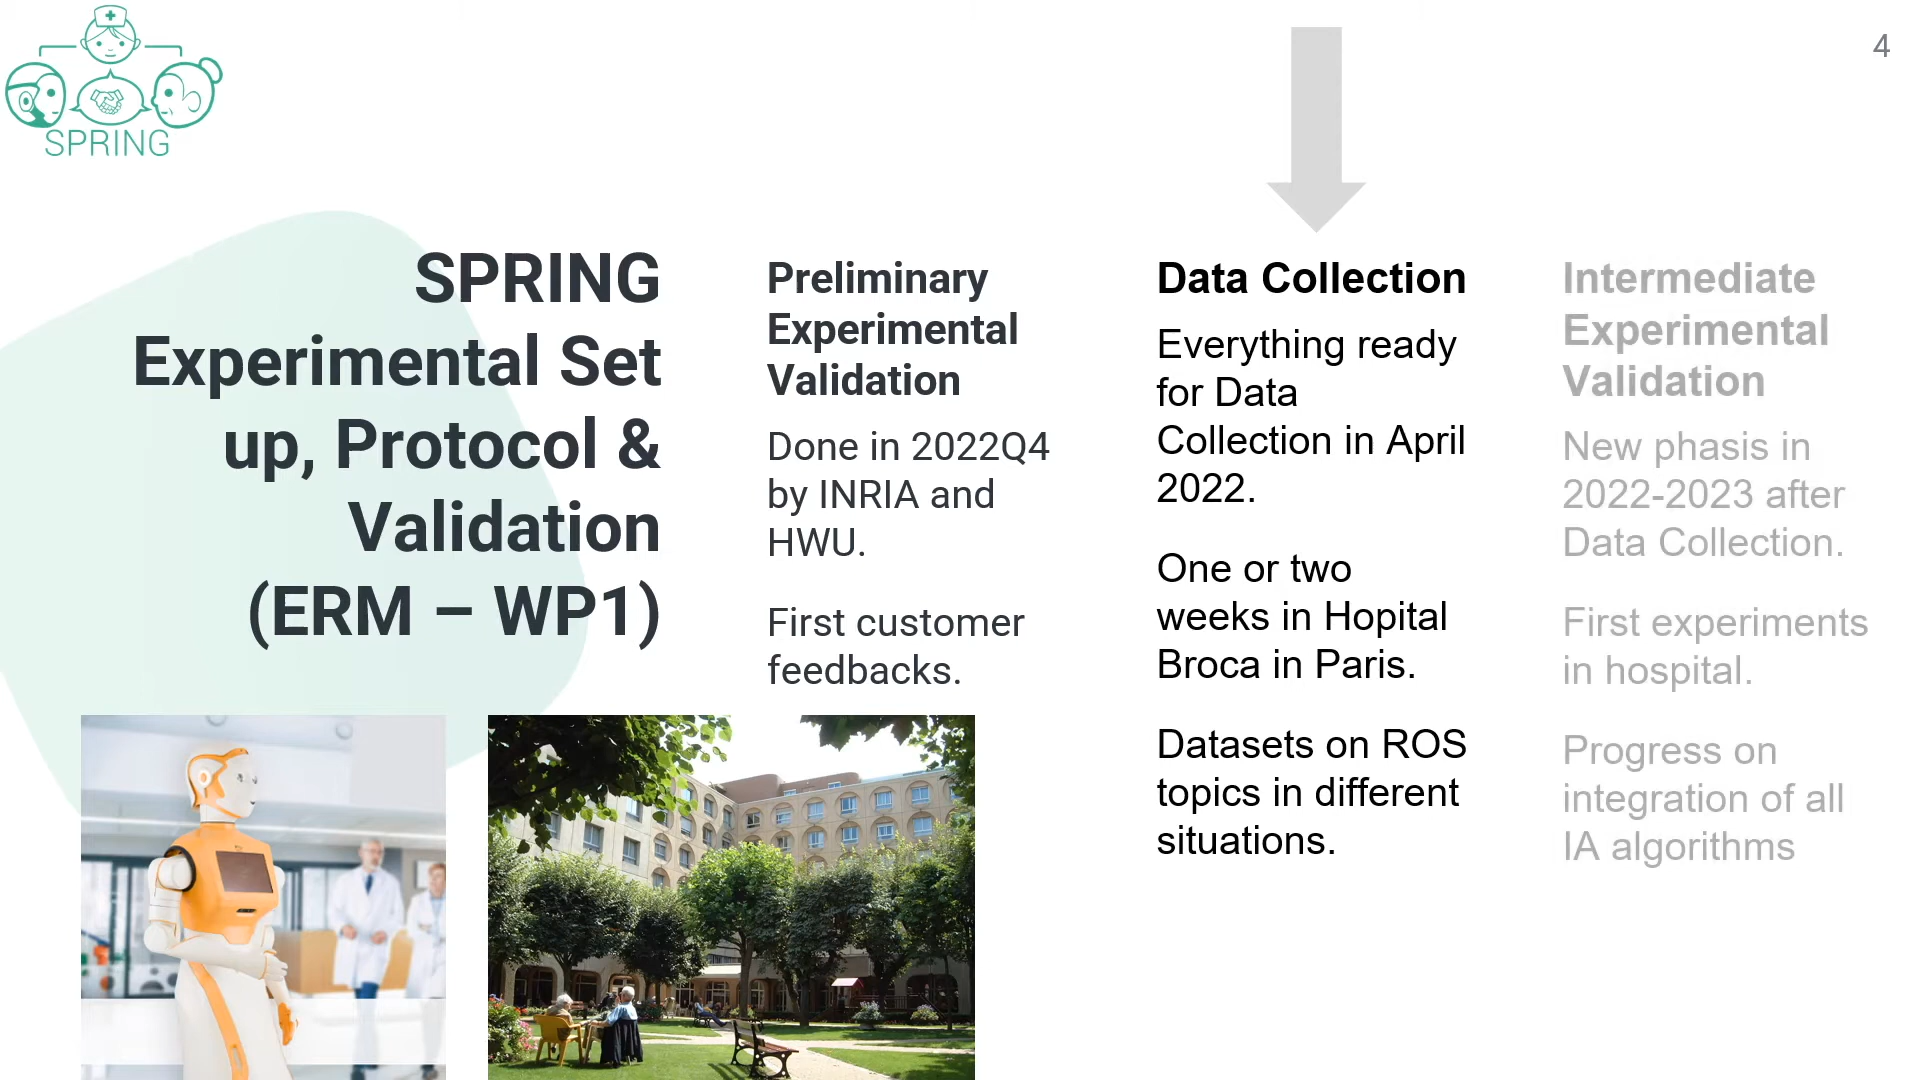 SPRING
4
SPRING
Experimental Set
up, Protocol &
Validation
(ERM – WP1)
Preliminary
Experimental
Validation
Done in 2022Q4
by INRIA and
HWU.
First customer
feedbacks.
Data Collection
Everything ready
for Data
Collection in April
2022.
One or two
weeks in Hopital
Broca in Paris.
Datasets on ROS
topics in different
situations.
Intermediate
Experimental
Validation
New phasis in
2022-2023 after
Data Collection.
First experiments
in hospital.
Progress on
integration of all
IA algorithms